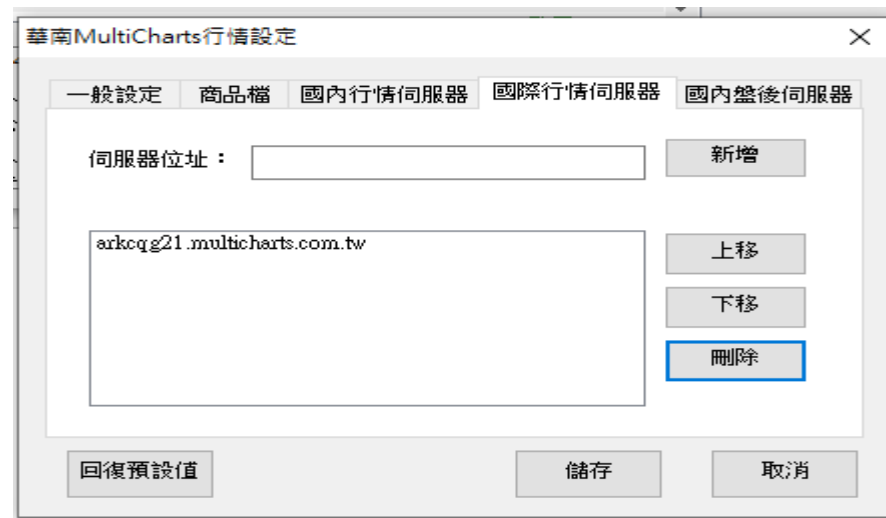 華南MultiCharts行情設定
一般設定 商品檔 國內行情伺服器 國際行情伺服器 國內盤後伺服器
伺服器位址： 新增
arkcqg21.multicharts.com.tw
上移
下移
刪除
回復預設值 儲存 取消